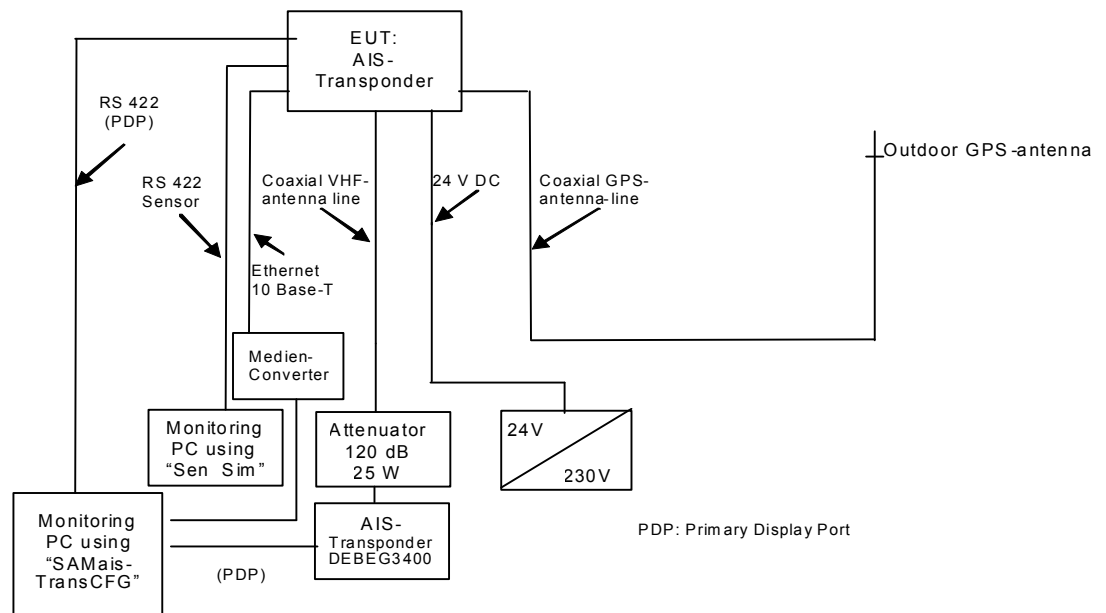 EUT:
AIS-
Transponder
RS 422
(PDP)
Outdoor GPS-antenna
RS 422
Sensor
Coaxial VHF-
antenna line
24 V DC
Coaxial GPS-
antenna-line
Ethernet
10 Base-T
Medien-
Converter
Monitoring
PC using
“Sen Sim”
Attenuator
120 dB
25 W
24V
230V
Monitoring
PC using
“SAMais-
TransCFG”
(PDP)
AIS-
Transponder
DEBEG3400
PDP: Primary Display Port